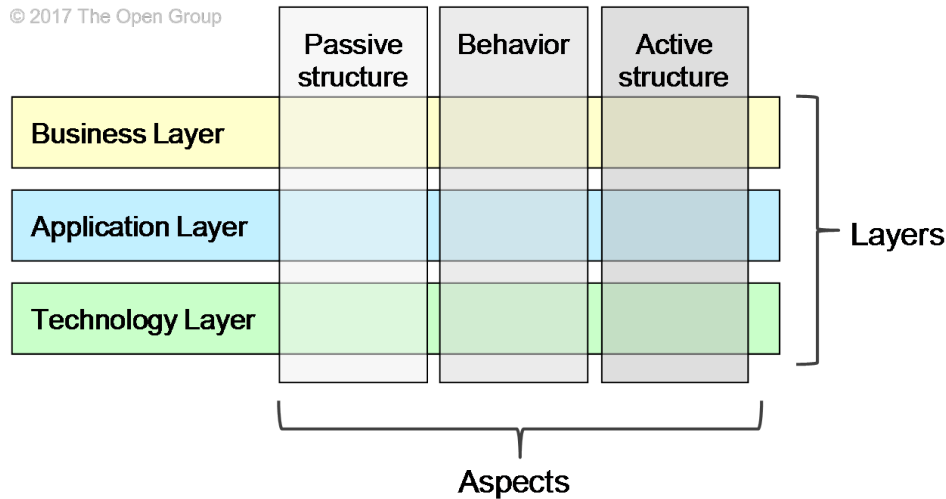 © 2017 The Open Group
Passive
structure
Behavior
Active
structure
Business Layer
Application Layer
Technology Layer
Layers
Aspects